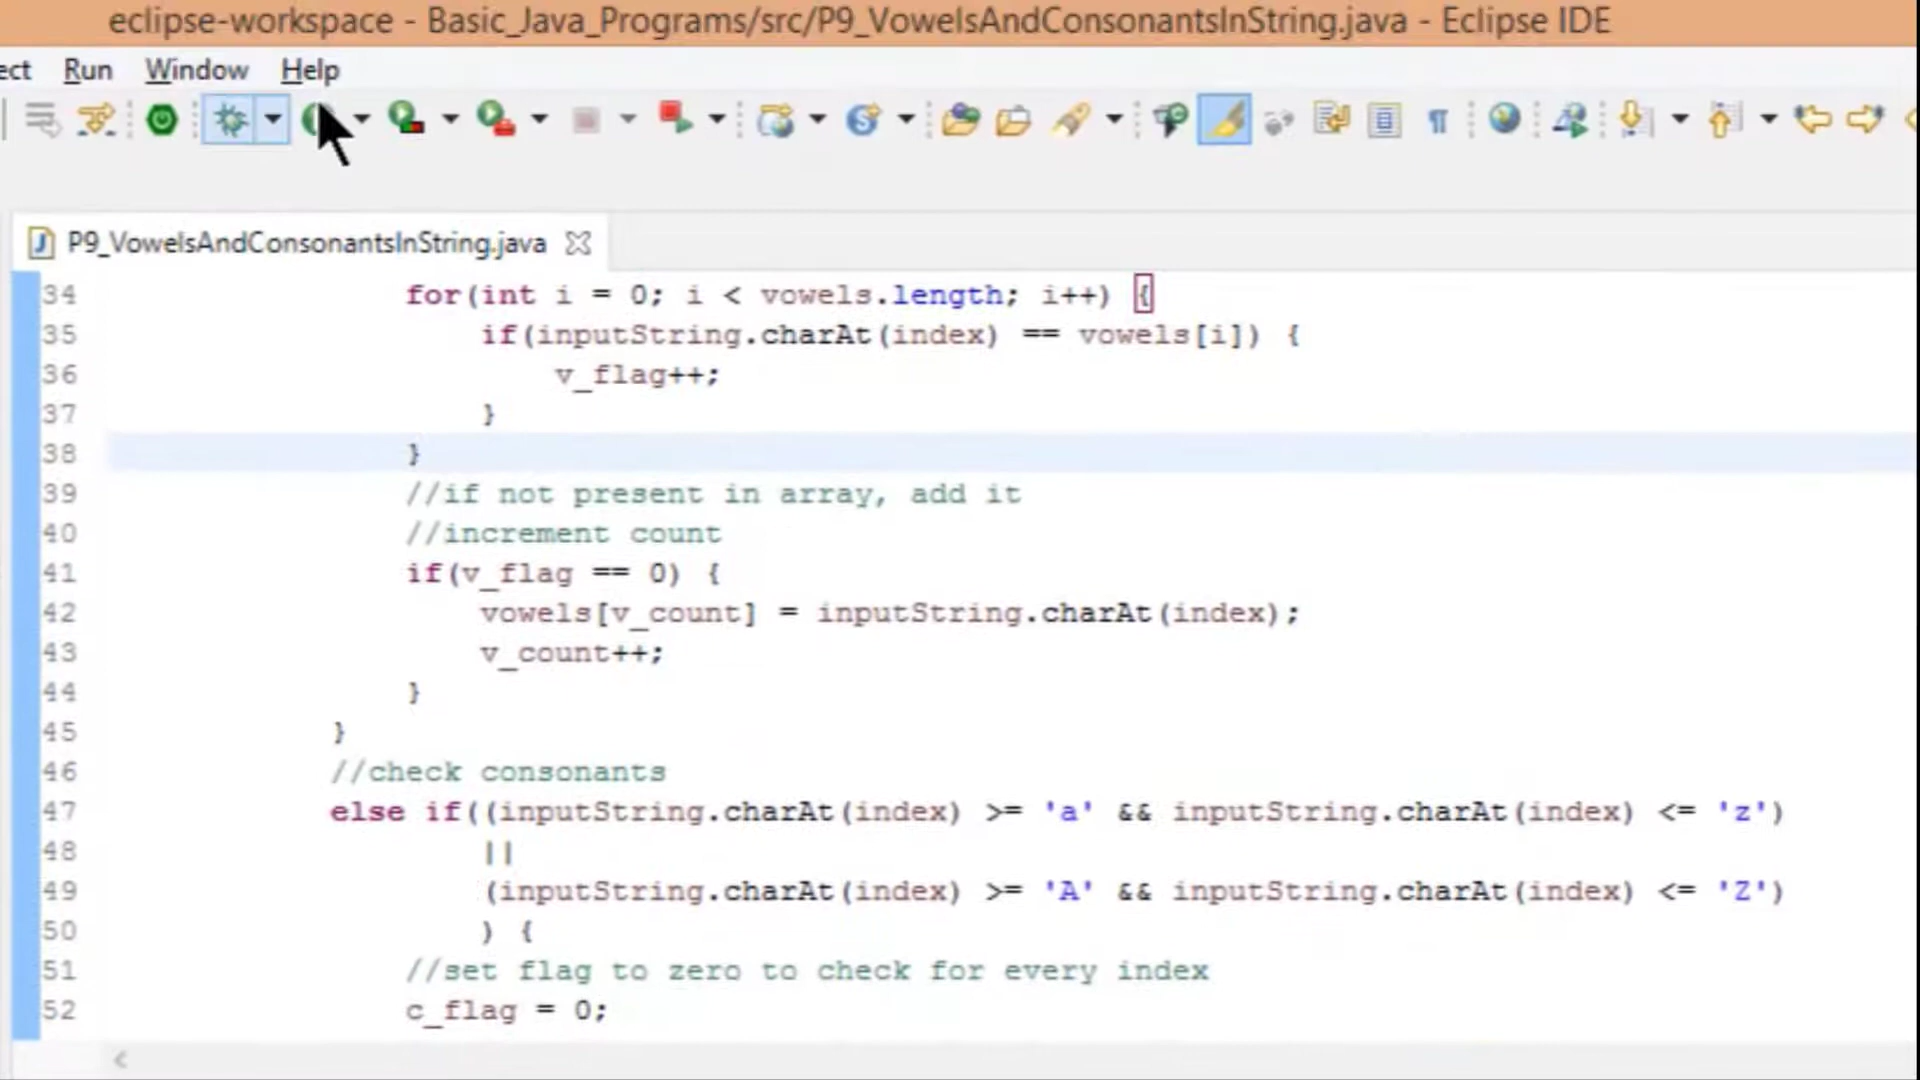 eclipse-workspace - Basic_Java_Programs/src/P9_VowelsAndConsonantsInString.java - Eclipse IDE
ect Run Window Help
P9_VowelsAndConsonantsInString.java
34 for(int i = 0; i < vowels.length; i++) {
35 if(inputString.charAt(index) == vowels[i]) {
36 v_flag++;
37 }
38 }
39 //if not present in array, add it
40 //increment count
41 if(v_flag == 0) {
42 vowels[v_count] = inputString.charAt(index);
43 v_count++;
44 }
45 }
46 //check consonants
47 else if((inputString.charAt(index) >= 'a' && inputString.charAt(index) <= 'z')
48 ||
49 (inputString.charAt(index) >= 'A' && inputString.charAt(index) <= 'Z')
50 ) {
51 //set flag to zero to check for every index
52 c_flag = 0;